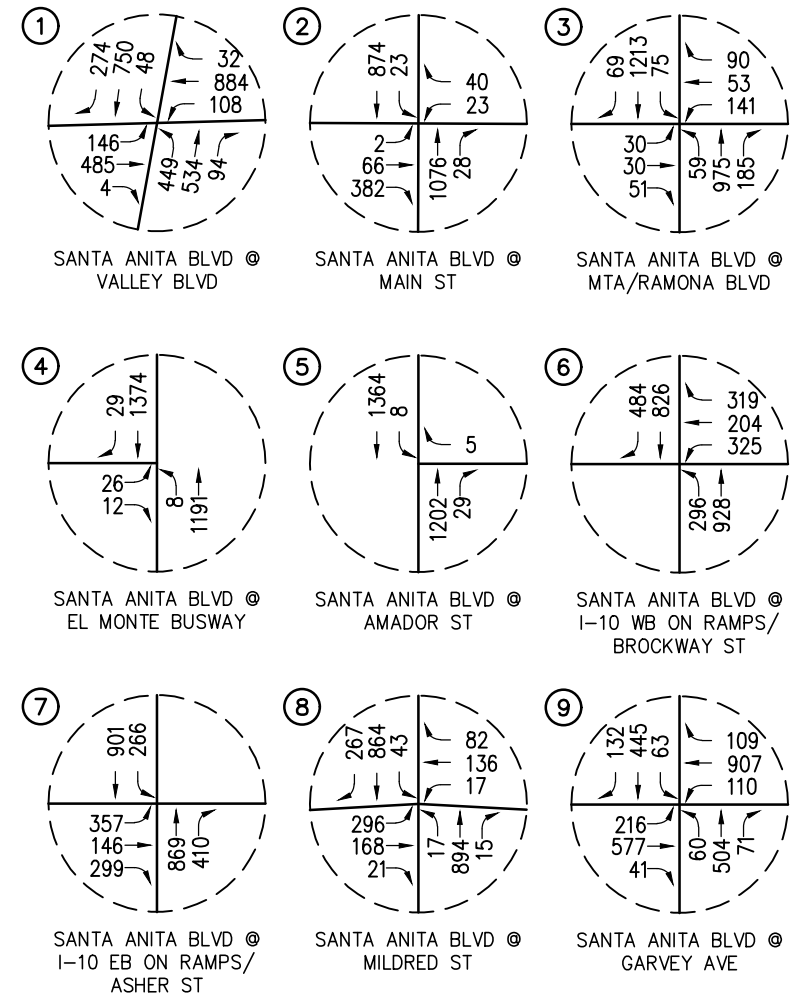 1
274 750 48
32
884
108
146
485
4
449 534 94
SANTA ANITA BLVD @
VALLEY BLVD
2
874 23
40
23
2
66
382
1076 28
SANTA ANITA BLVD @
MAIN ST
3
69 1213 75
90
53
141
30
30
51
59 975 185
SANTA ANITA BLVD @
MTA/RAMONA BLVD
4
29 1374
26
12
8 1191
SANTA ANITA BLVD @
EL MONTE BUSWAY
5
1364 8
5
1202 29
SANTA ANITA BLVD @
AMADOR ST
6
484 826
319
204
325
296 928
SANTA ANITA BLVD @
I-10 WB ON RAMPS/
BROCKWAY ST
7
901 266
357
146
299
869 410
SANTA ANITA BLVD @
I-10 EB ON RAMPS/
ASHER ST
8
267 864 43
82
136
17
296
168
21
17 894 15
SANTA ANITA BLVD @
MILDRED ST
9
132 445 63
109
907
110
216
577
41
60 504 71
SANTA ANITA BLVD @
GARVEY AVE